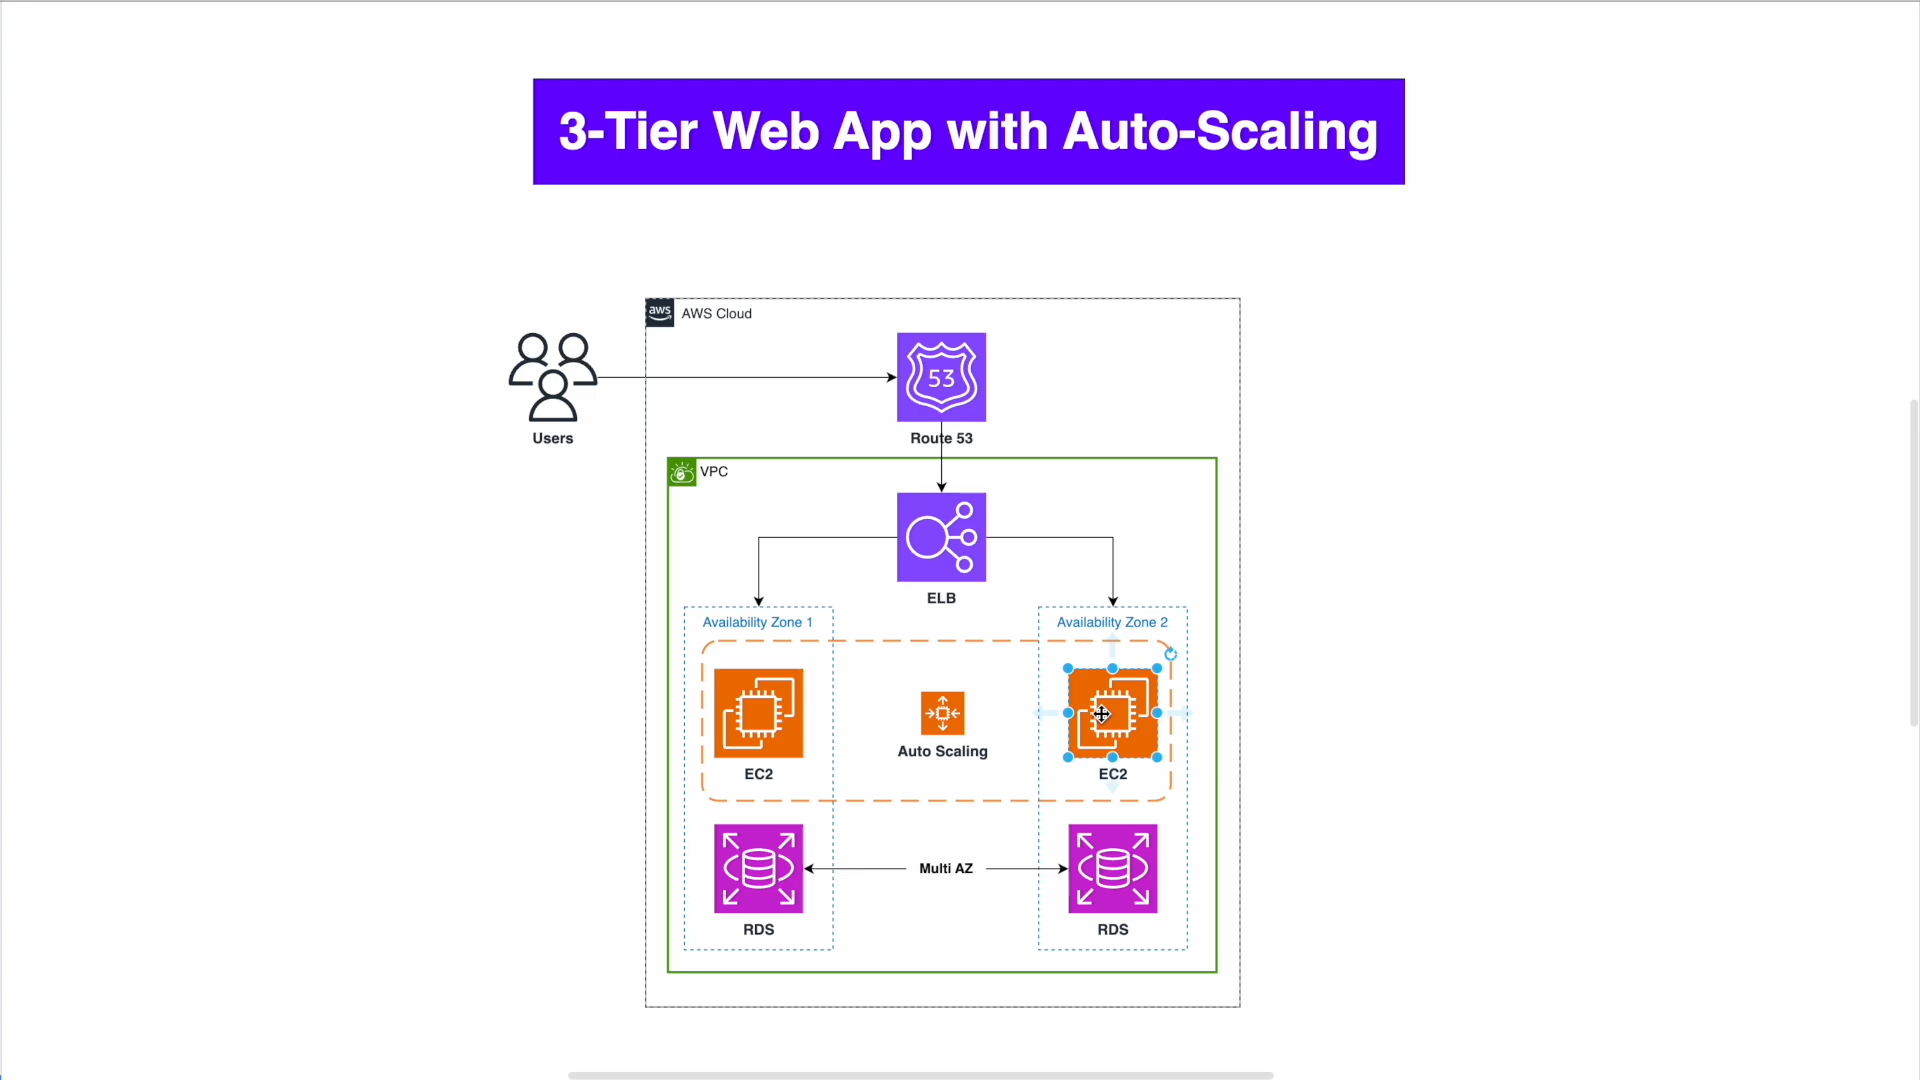 3-Tier Web App with Auto-Scaling
aws
AWS Cloud
53
Users
Route 53
VPC
ELB
Availability Zone 1
Availability Zone 2
Auto Scaling
EC2
EC2
Multi AZ
RDS
RDS